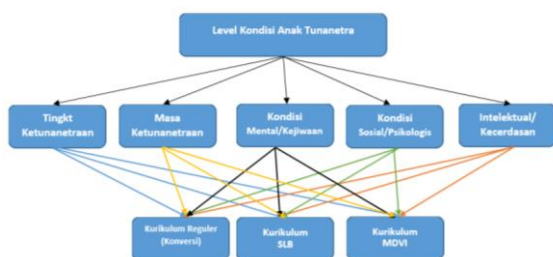 Level Kondisi Anak Tunanetra
Tingkt
Ketunanetraan
Masa
Ketunanetraan
Kondisi
Mental/Kejiwaan
Kondisi
Sosial/Psikologis
Intelektual/
Kecerdasan
Kurikulum Reguler
(Konversi)
Kurikulum
SLB
Kurikulum
MDVI